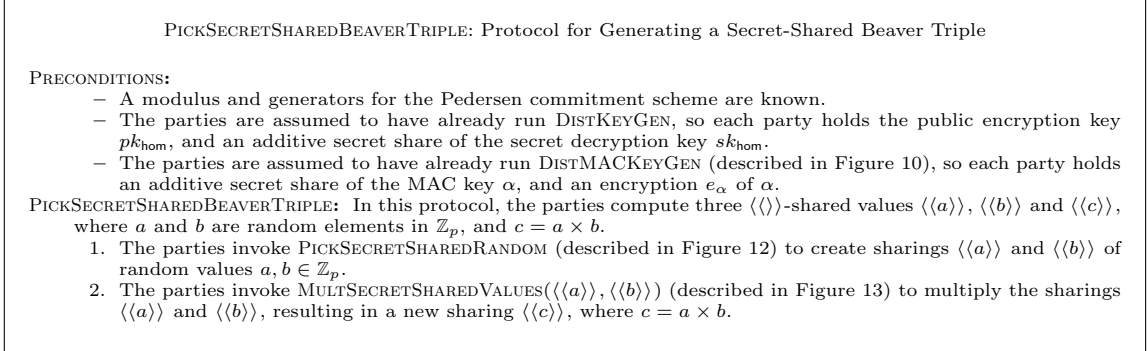 PICKSECRETSHAREDBEAVERTRIPLE: Protocol for Generating a Secret-Shared Beaver Triple
PRECONDITIONS:
– A modulus and generators for the Pedersen commitment scheme are known.
– The parties are assumed to have already run DISTKEYGEN, so each party holds the public encryption key
pk_hom, and an additive secret share of the secret decryption key sk_hom.
– The parties are assumed to have already run DISTMACKEYGEN (described in Figure 10), so each party holds
an additive secret share of the MAC key α, and an encryption e_α of α.
PICKSECRETSHAREDBEAVERTRIPLE: In this protocol, the parties compute three ⟨⟨⟩⟩-shared values ⟨⟨a⟩⟩, ⟨⟨b⟩⟩ and ⟨⟨c⟩⟩,
where a and b are random elements in ℤ_p, and c = a × b.
1. The parties invoke PICKSECRETSHAREDRANDOM (described in Figure 12) to create sharings ⟨⟨a⟩⟩ and ⟨⟨b⟩⟩ of
random values a, b ∈ ℤ_p.
2. The parties invoke MULTSECRETSHAREDVALUES(⟨⟨a⟩⟩, ⟨⟨b⟩⟩) (described in Figure 13) to multiply the sharings
⟨⟨a⟩⟩ and ⟨⟨b⟩⟩, resulting in a new sharing ⟨⟨c⟩⟩, where c = a × b.